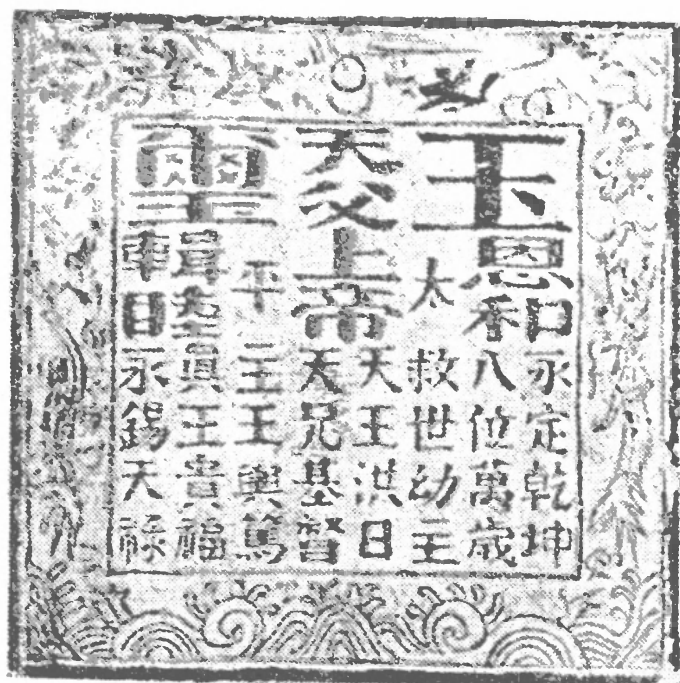 玉
恩和
永定乾坤
八位萬歲
太
救世幼主
天父上帝
天王洪日
天兄基督
璽
平
主王輿篤
輯睦
眞王貴福
永錫天祿